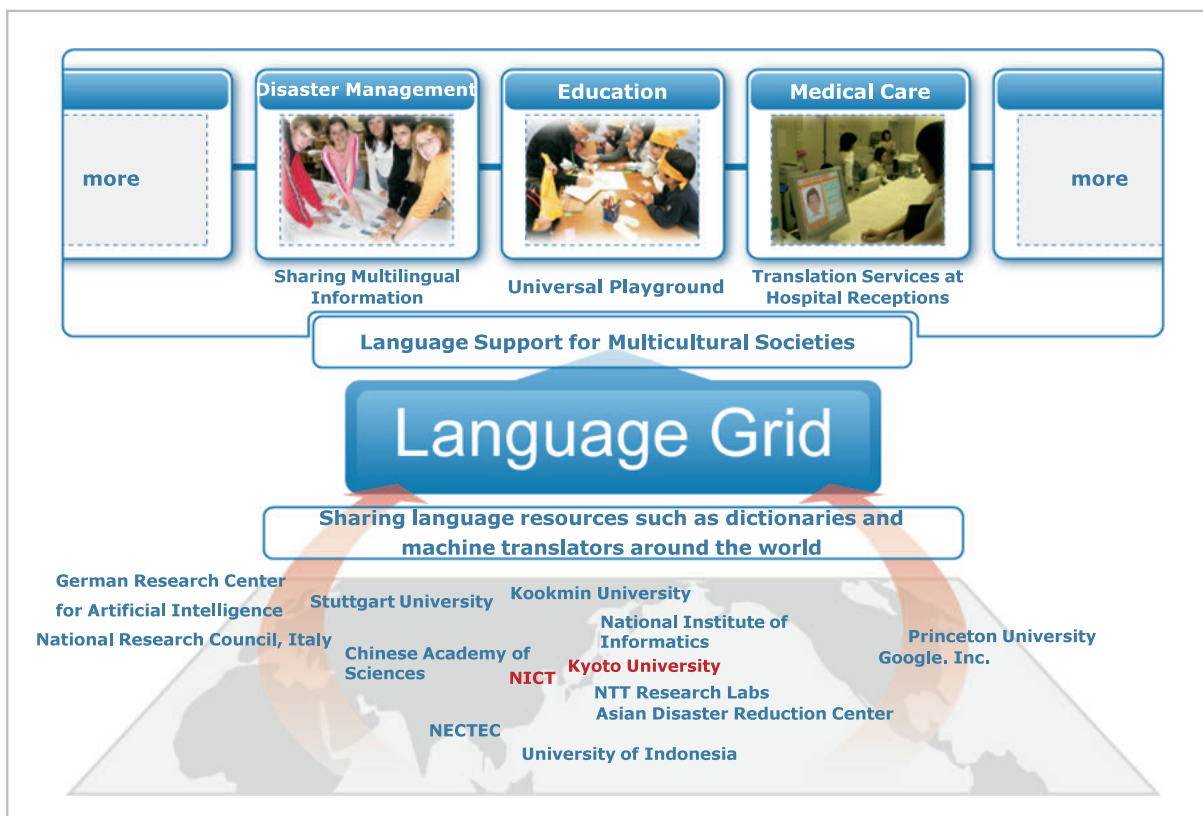 Disaster Management
Education
Medical Care
more
more
Sharing Multilingual
Information
Universal Playground
Translation Services at
Hospital Receptions
Language Support for Multicultural Societies
Language Grid
Sharing language resources such as dictionaries and
machine translators around the world
German Research Center
for Artificial Intelligence
National Research Council, Italy
Stuttgart University
Kookmin University
National Institute of
Informatics
Chinese Academy of
Sciences
NICT
Kyoto University
Princeton University
Google. Inc.
NTT Research Labs
Asian Disaster Reduction Center
NECTEC
University of Indonesia